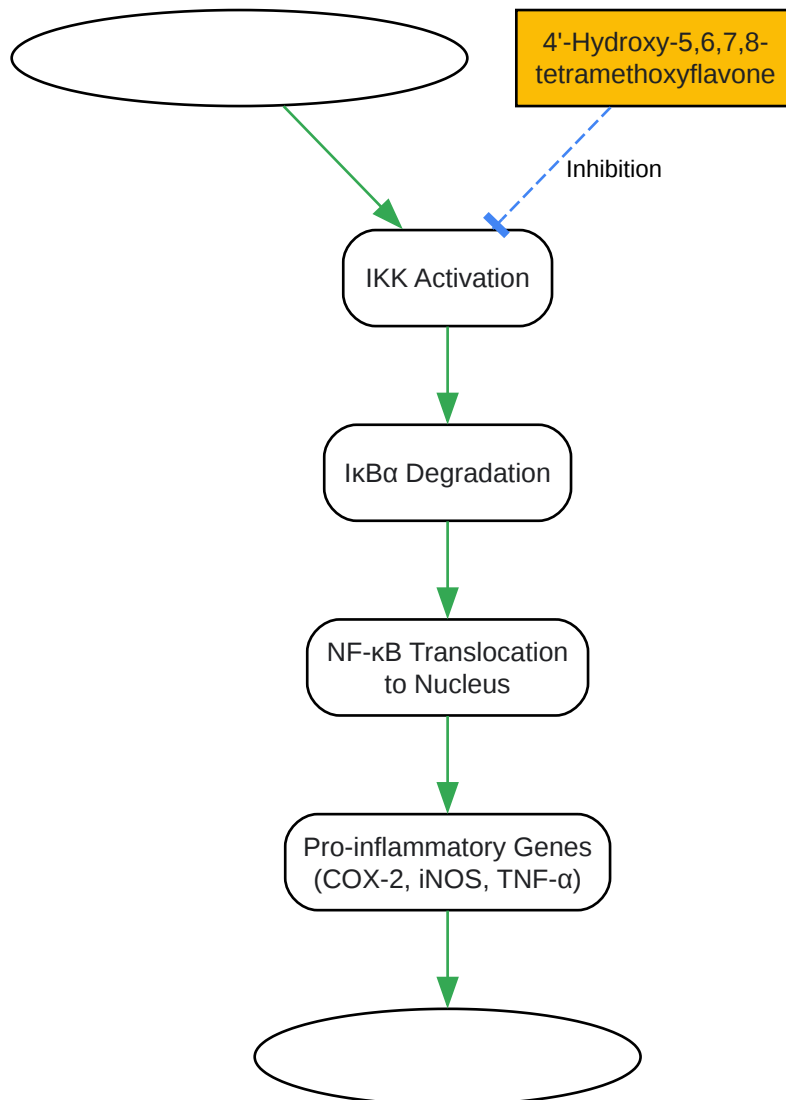 4'-Hydroxy-5,6,7,8-
tetramethoxyflavone
Inhibition
IKK Activation
IκBα Degradation
NF-κB Translocation
to Nucleus
Pro-inflammatory Genes
(COX-2, iNOS, TNF-α)